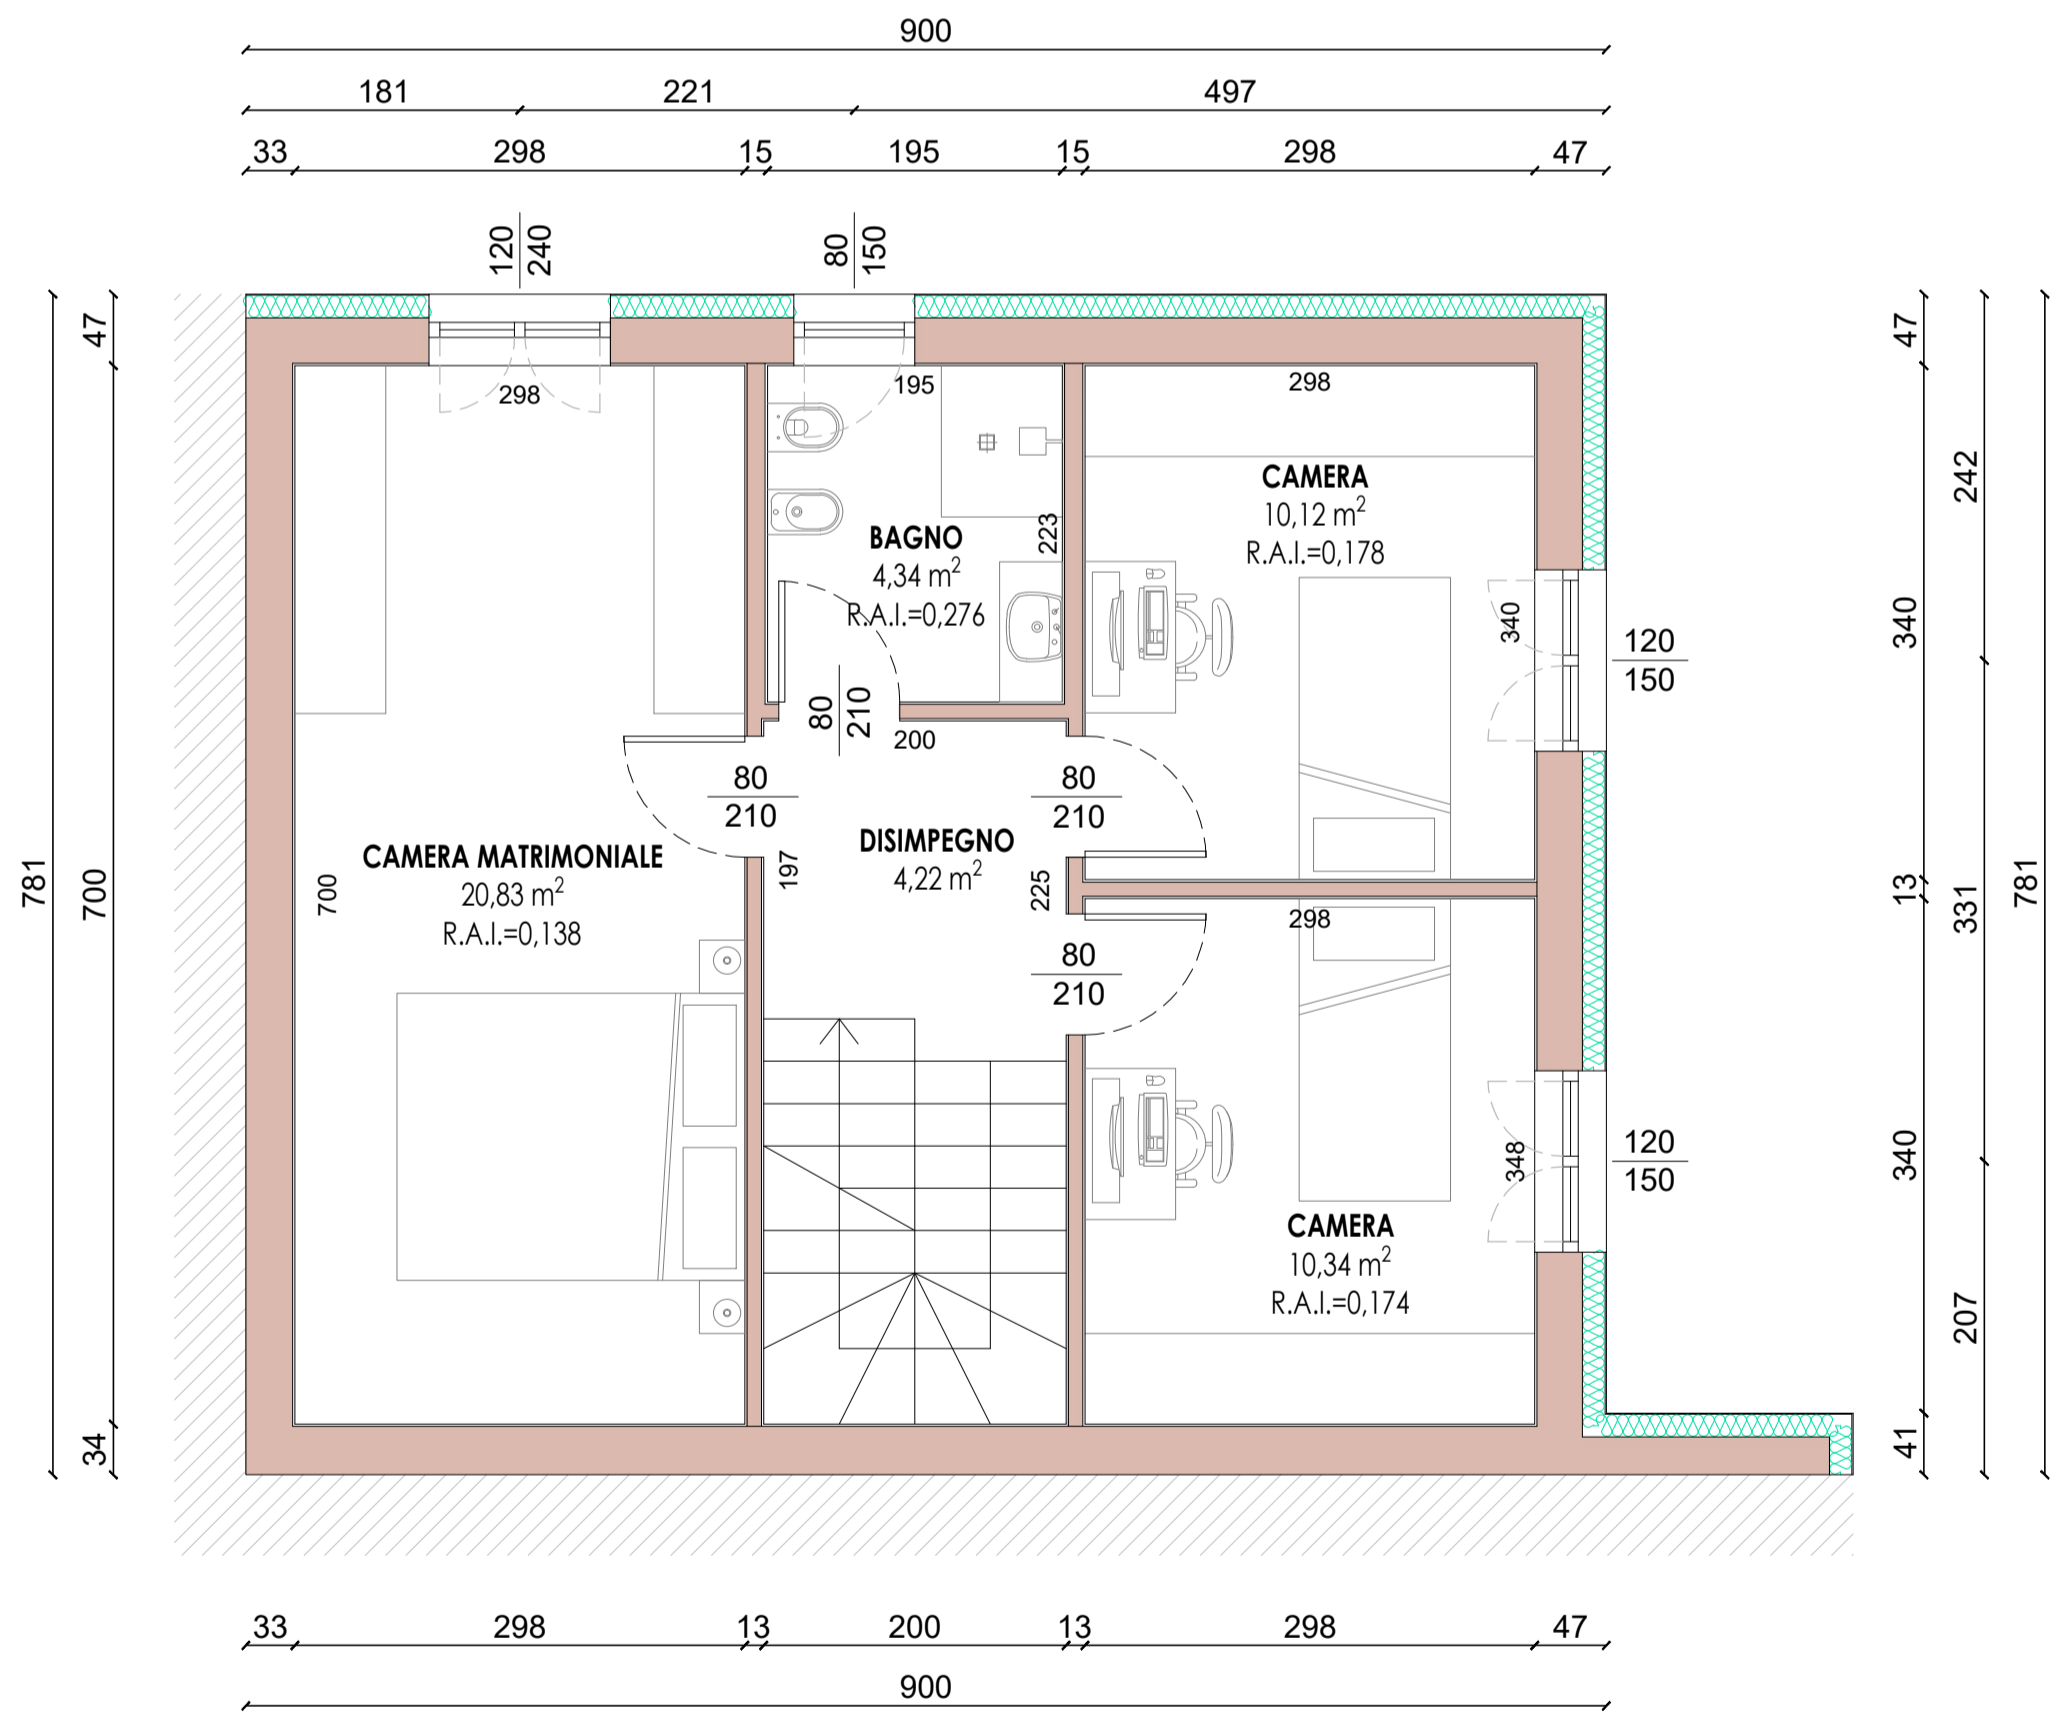 900
181 221 497
33 298 15 195 15 298 47
120
240
80
150
47
47
298
195
298
CAMERA
10,12 m²
R.A.I.=0,178
242
BAGNO
4,34 m²
R.A.I.=0,276
223
340
340
120
150
80
210
200
80
210
80
210
CAMERA MATRIMONIALE
20,83 m²
R.A.I.=0,138
700
DISIMPEGNO
4,22 m²
197
225
781
700
13
331
781
298
80
210
348
120
150
340
CAMERA
10,34 m²
R.A.I.=0,174
207
34
41
33 298 13 200 13 298 47
900